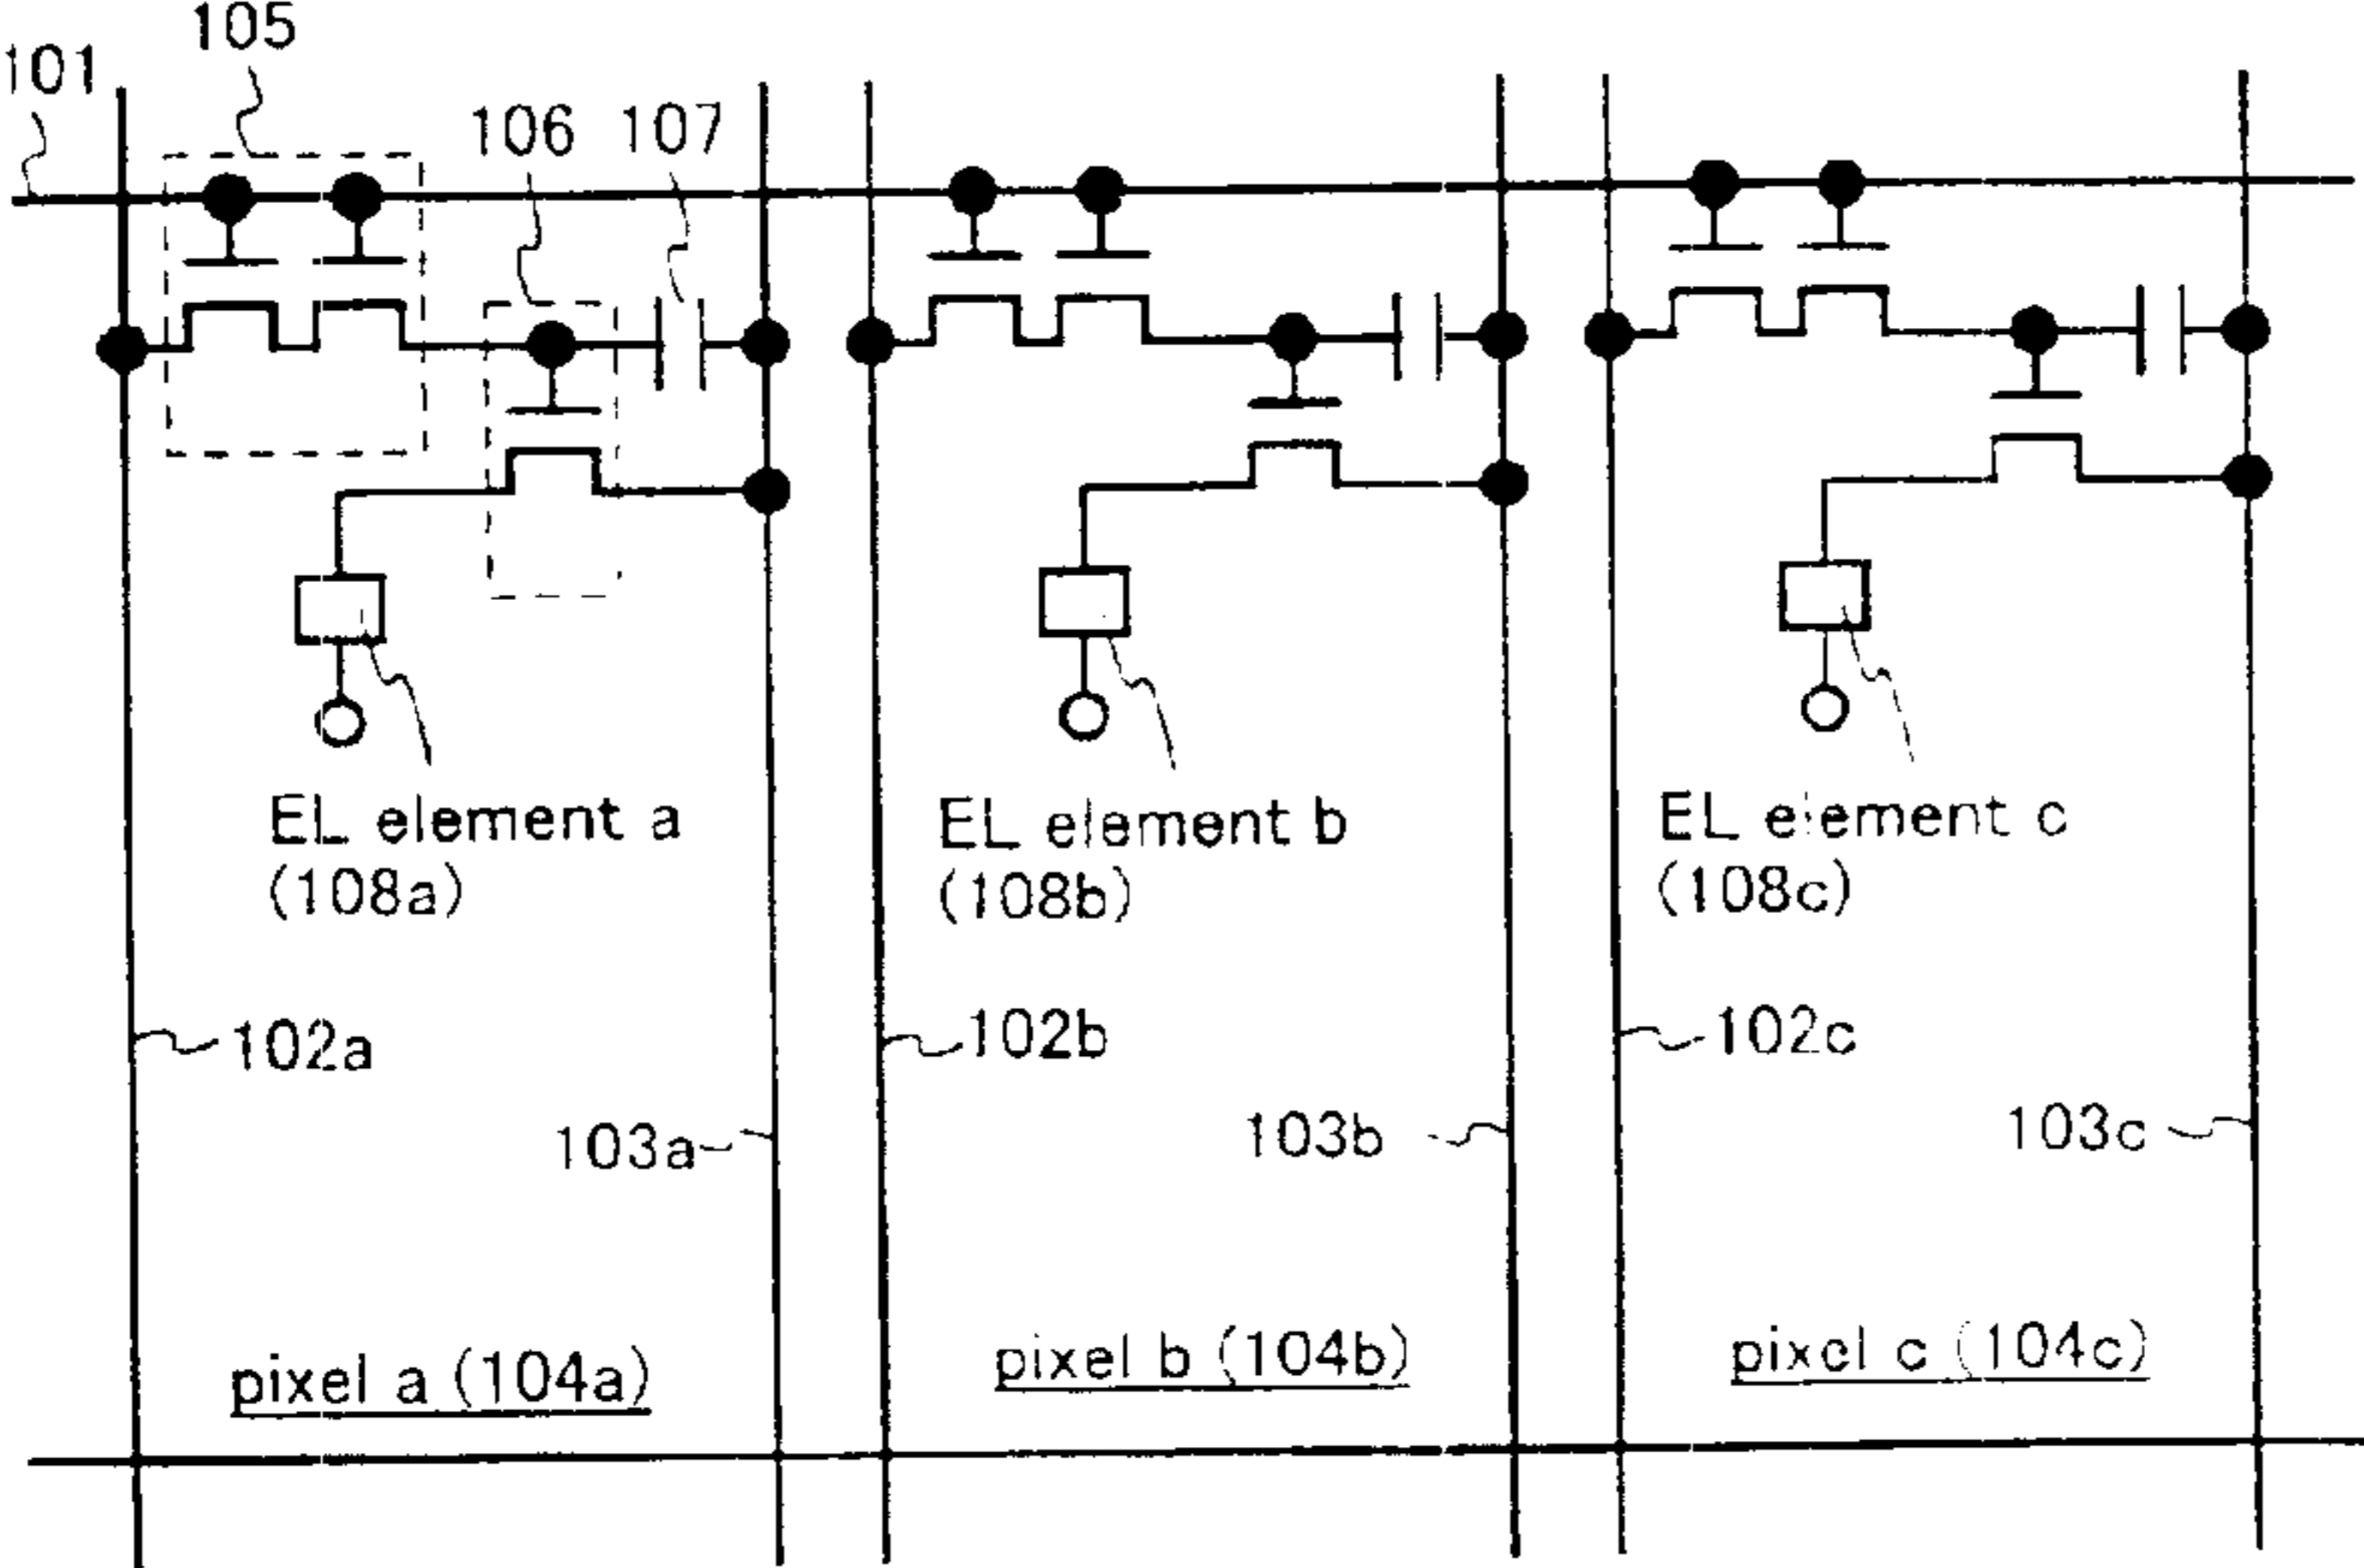 105
101
106 107
EL element a
(108a)
EL element b
(108b)
EL element c
(108c)
102a
102b
102c
103a
103b
103c
pixel a (104a)
pixel b (104b)
pixel c (104c)